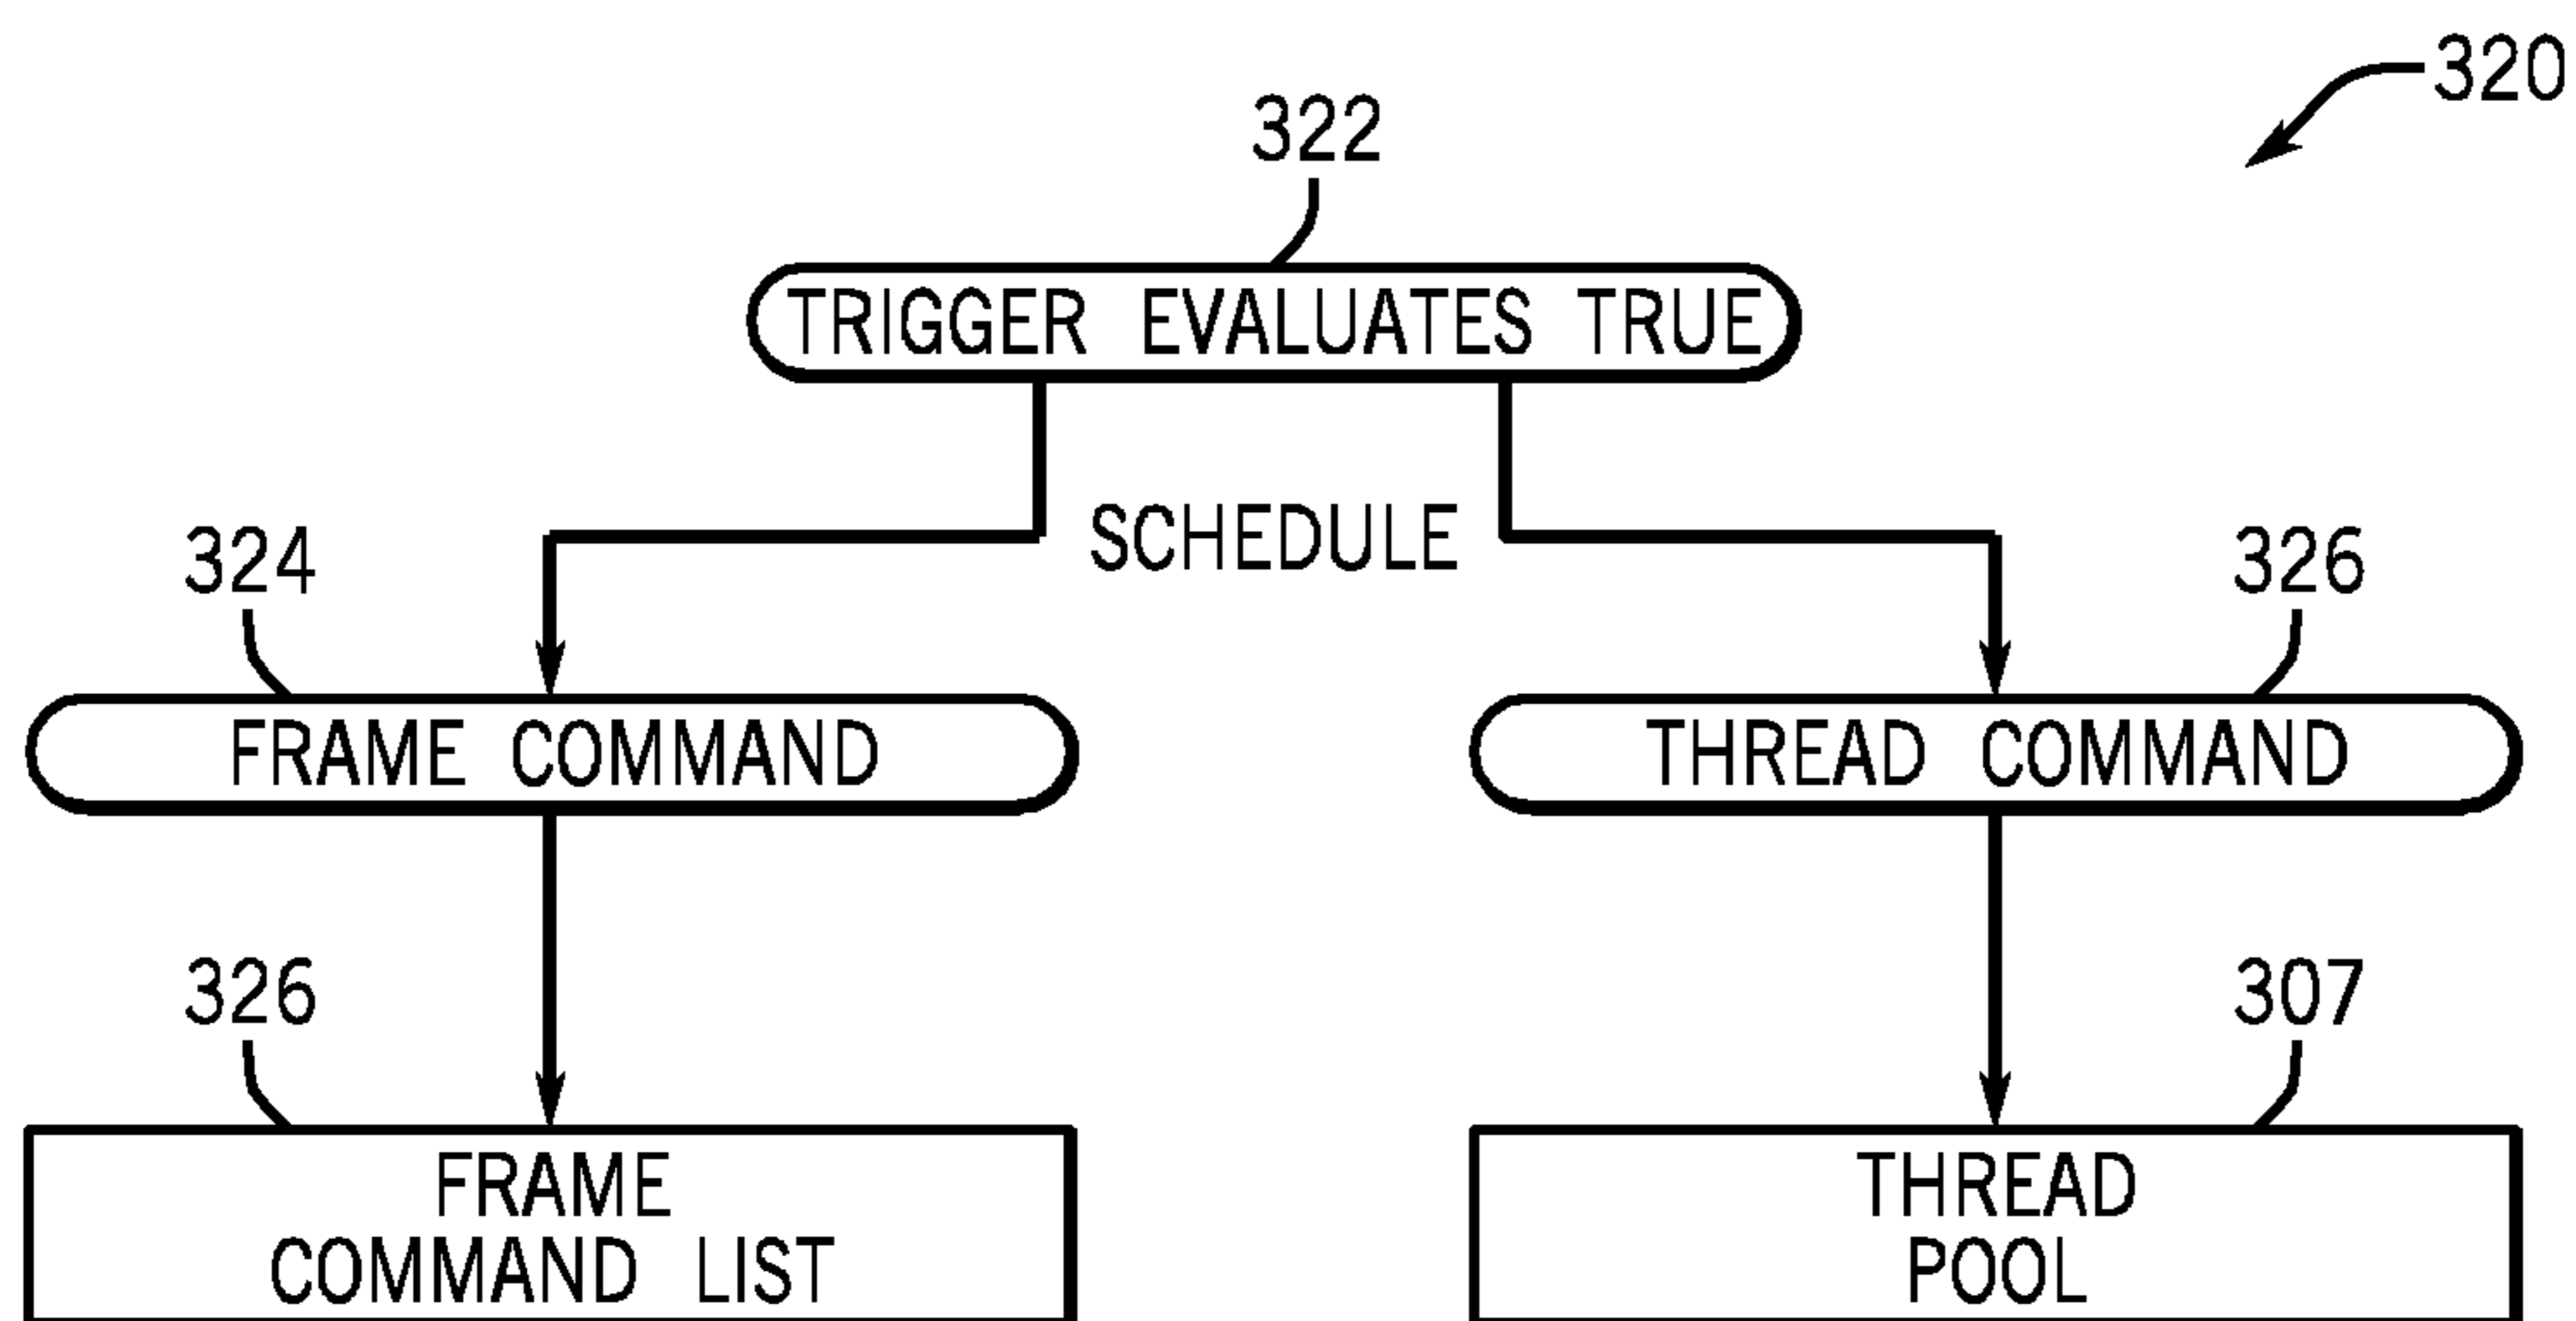 320
322
TRIGGER EVALUATES TRUE
SCHEDULE
324
326
FRAME COMMAND
THREAD COMMAND
326
307
FRAME
COMMAND LIST
THREAD
POOL